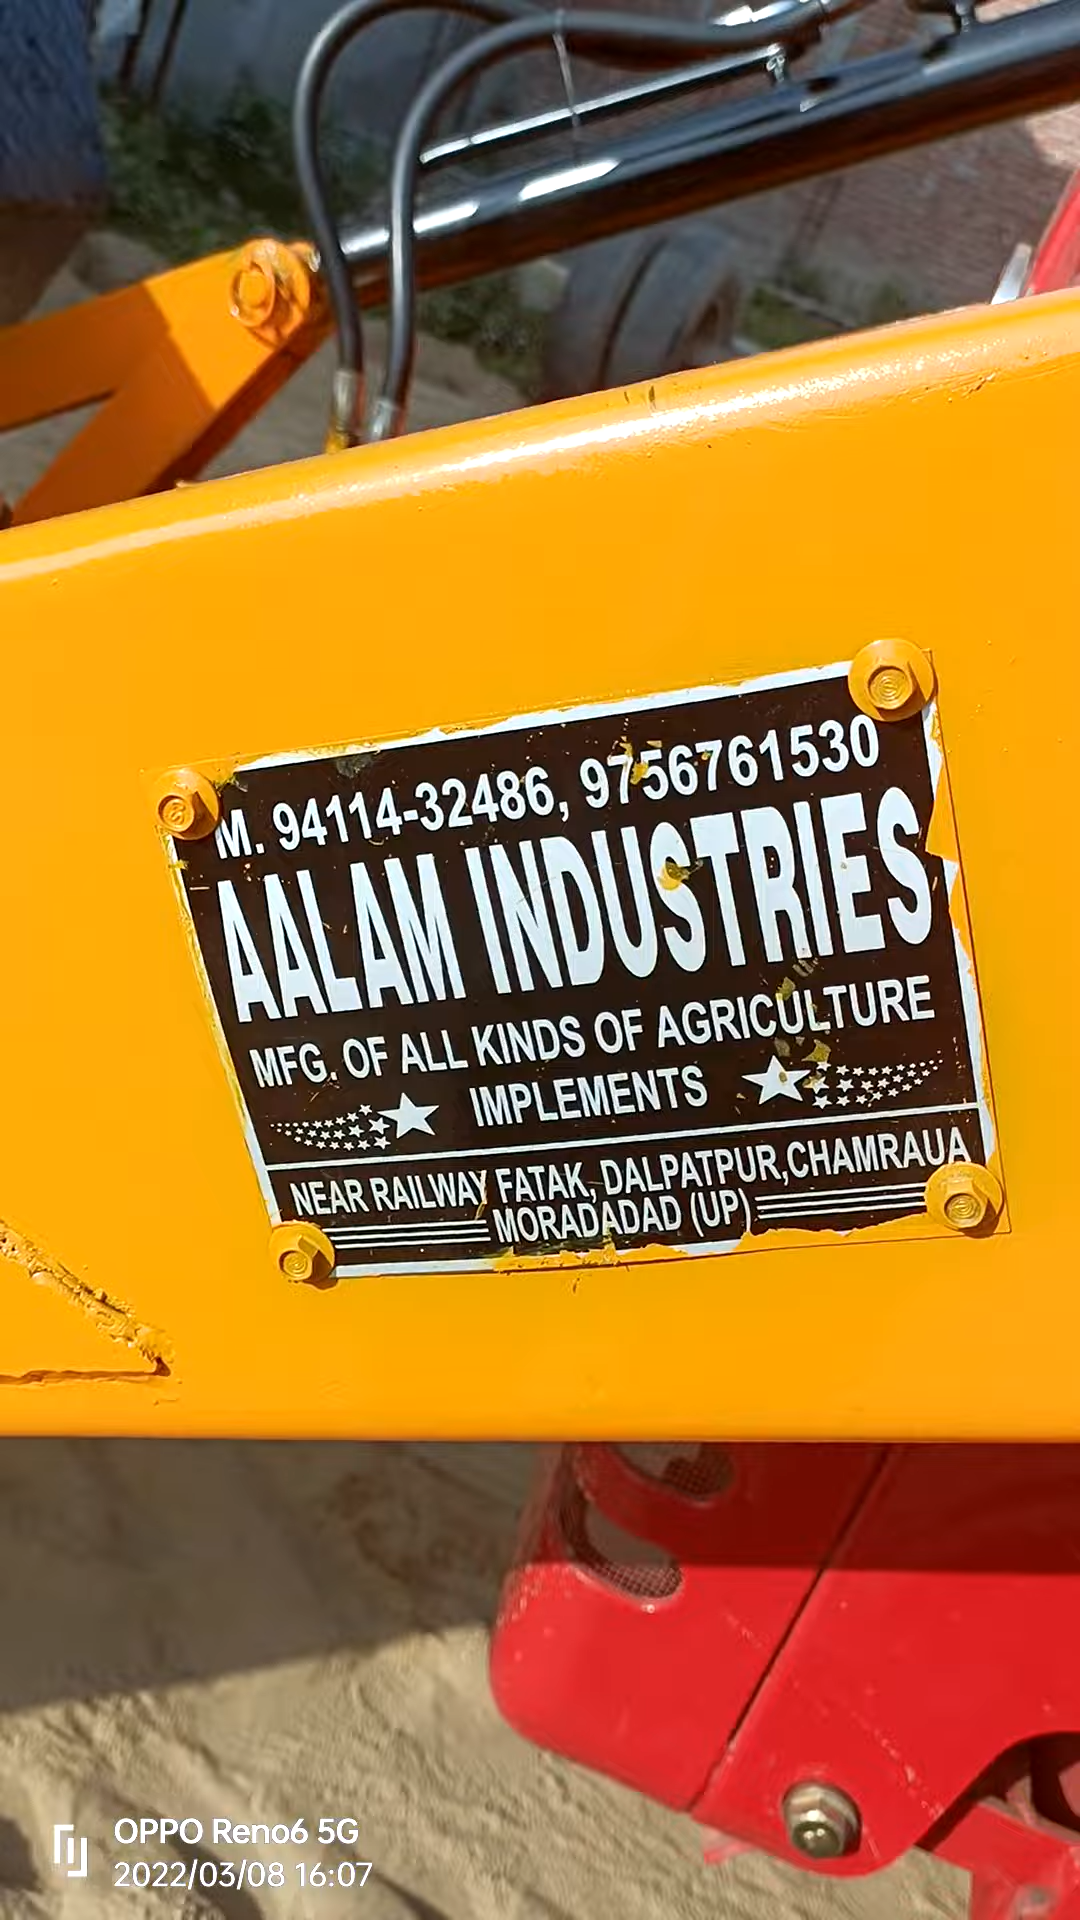 M. 94114-32486, 9756761530
AALAM INDUSTRIES
MFG. OF ALL KINDS OF AGRICULTURE
IMPLEMENTS
NEAR RAILWAY FATAK, DALPATPUR,CHAMRAUA
MORADADAD (UP)
OPPO Reno6 5G
2022/03/08 16:07